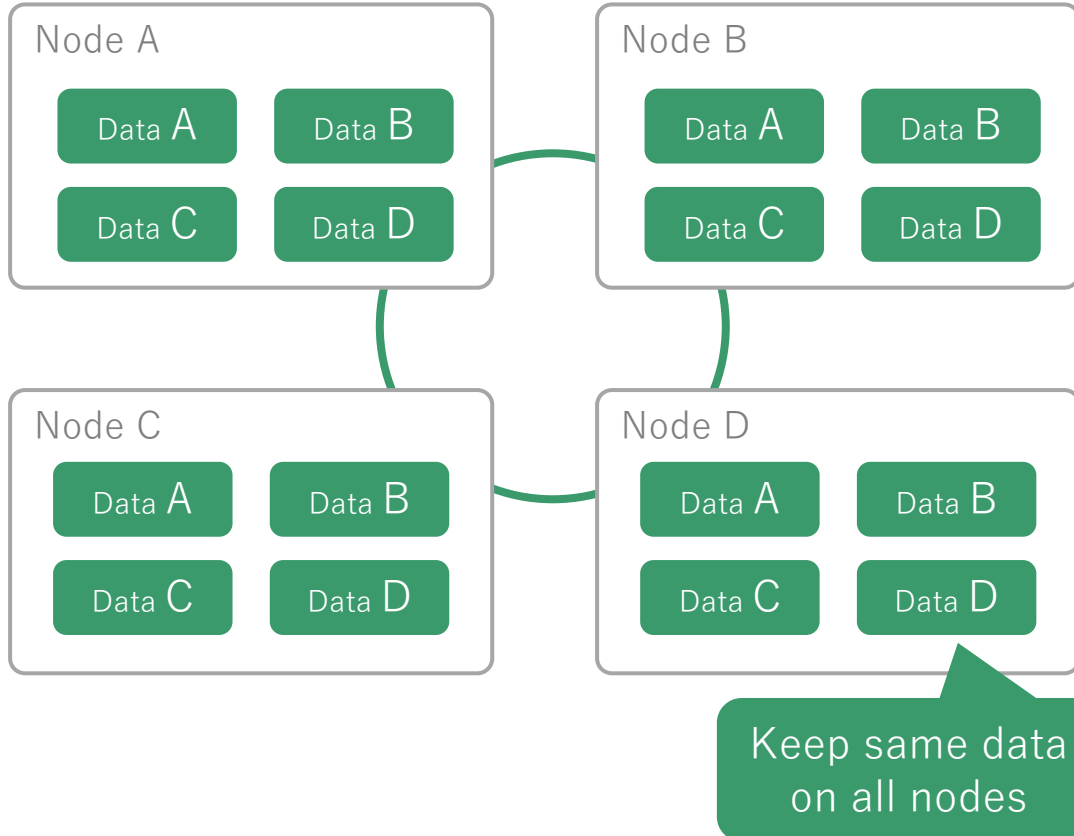 Node A
Data A
Data B
Data C
Data D
Node B
Data A
Data B
Data C
Data D
Node C
Data A
Data B
Data C
Data D
Node D
Data A
Data B
Data C
Data D
Keep same data
on all nodes